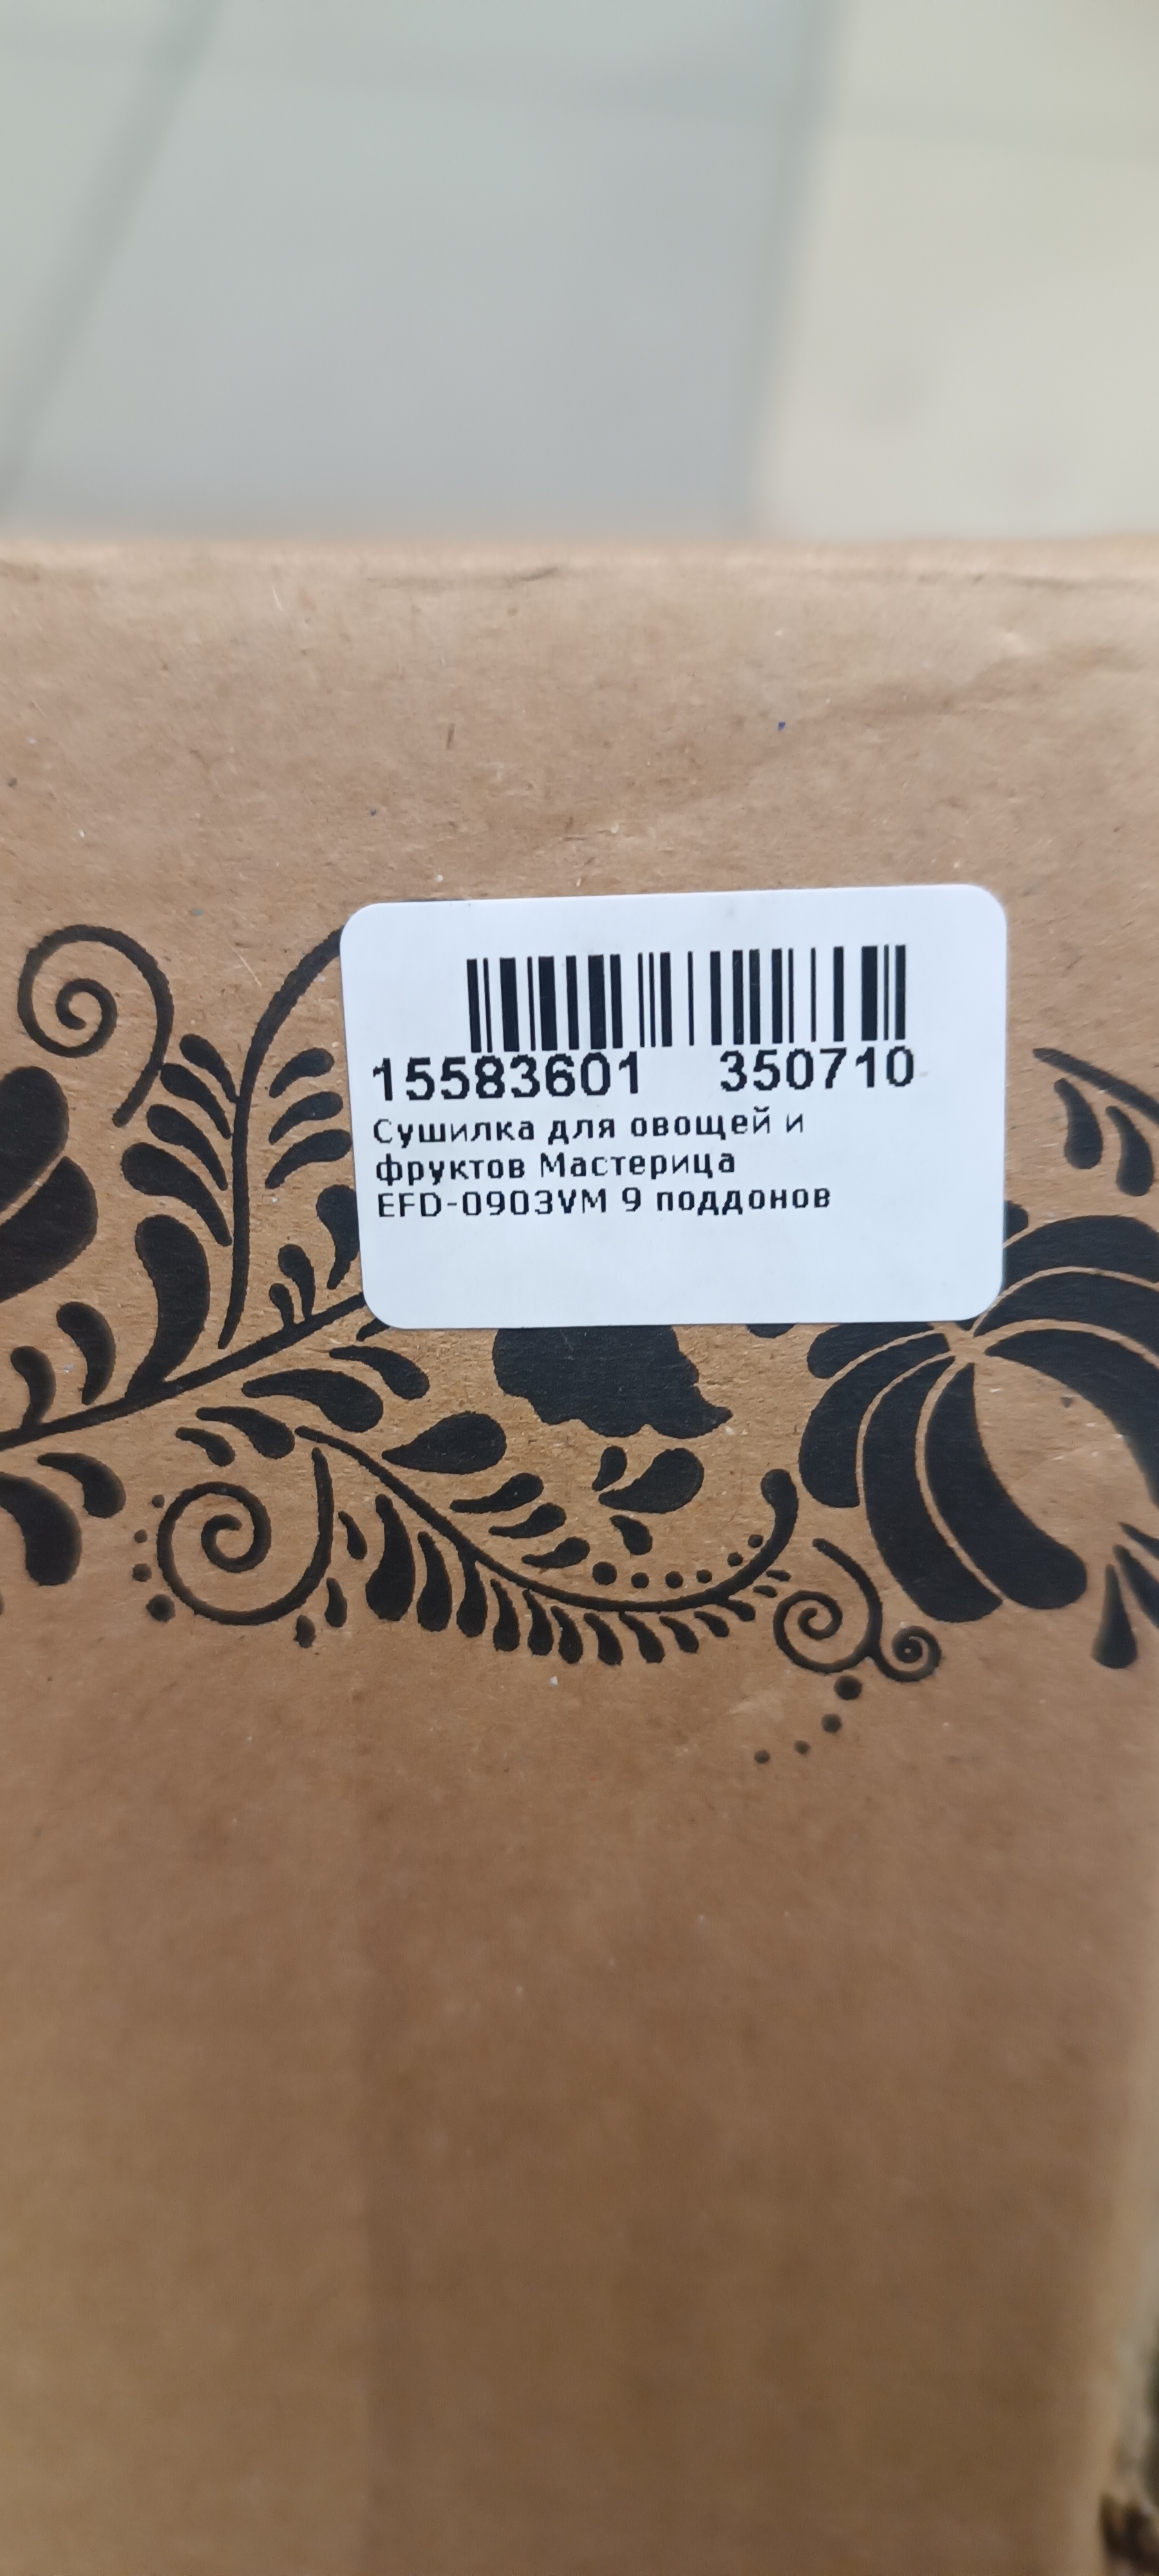 15583601 350710
Сушилка для овощей и
фруктов Мастерица
EFD-0903VM 9 поддонов